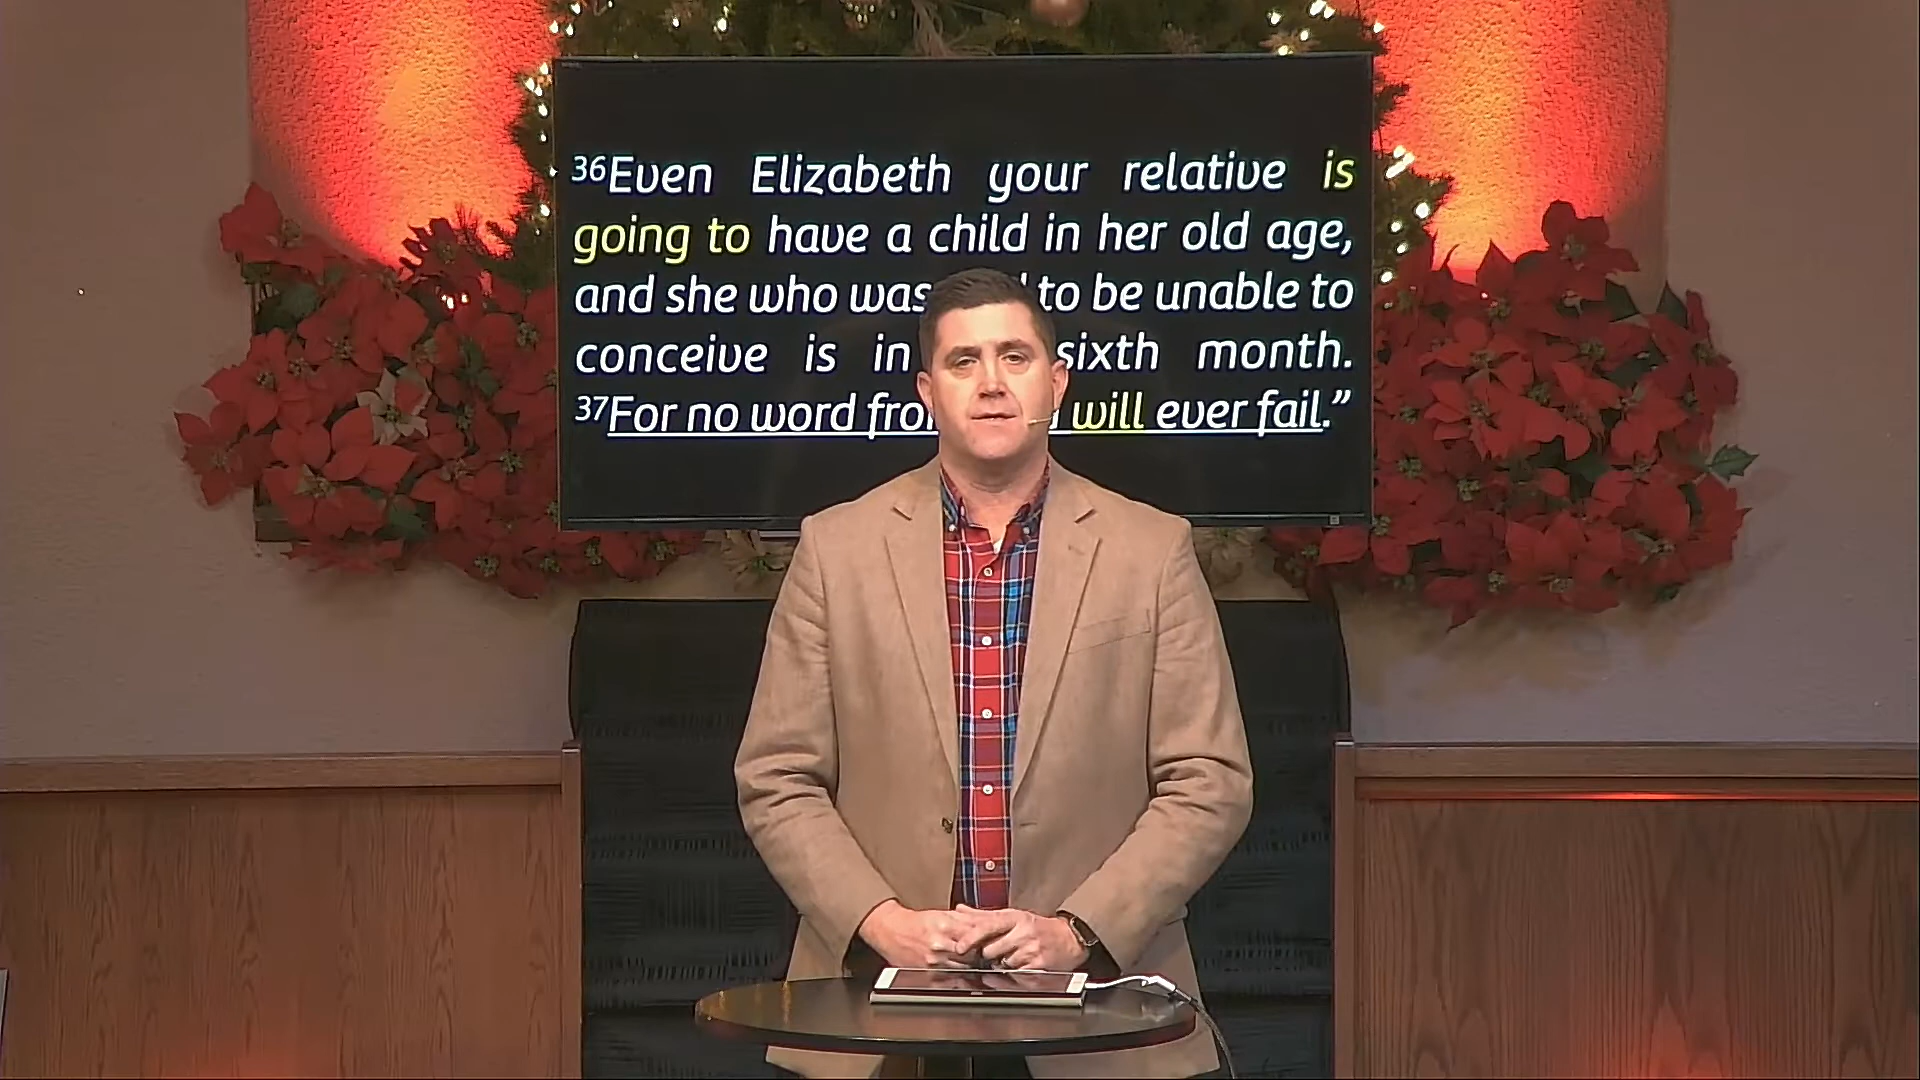 36Even Elizabeth your relative is
going to have a child in her old age,
and she who was to be unable to
conceive is in sixth month.
37For no word will ever fail.”